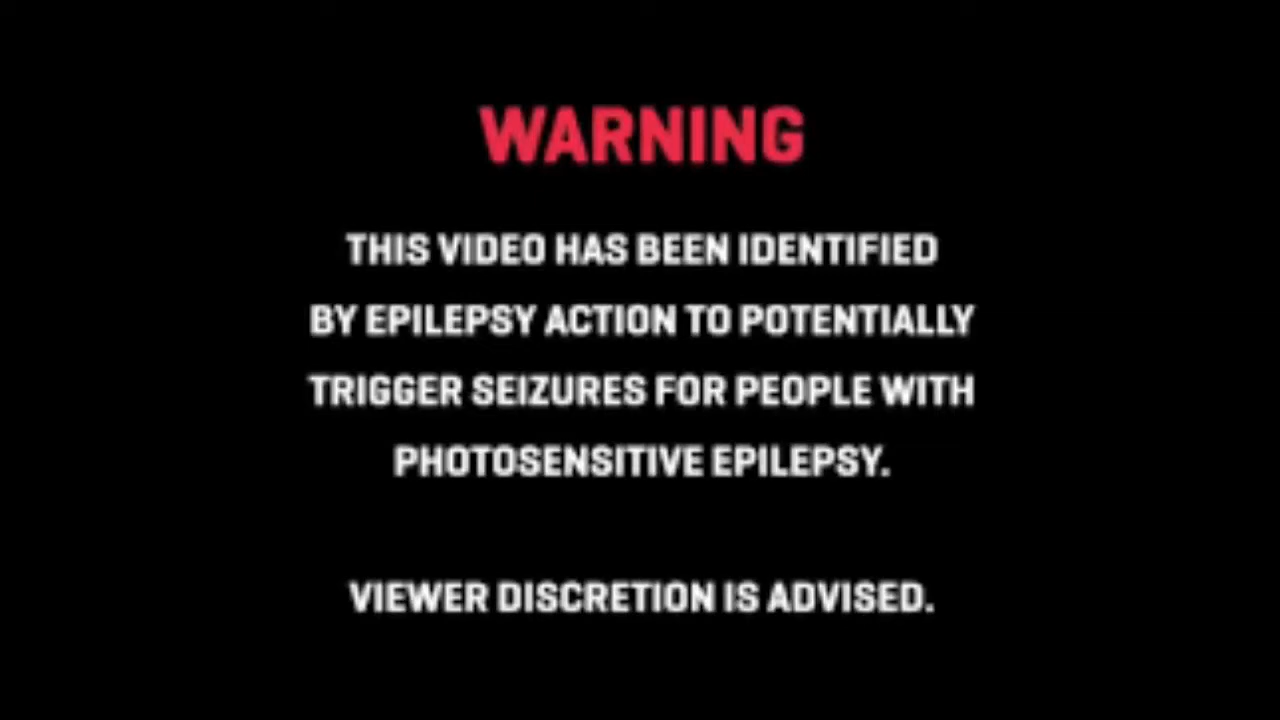 WARNING
THIS VIDEO HAS BEEN IDENTIFIED
BY EPILEPSY ACTION TO POTENTIALLY
TRIGGER SEIZURES FOR PEOPLE WITH
PHOTOSENSITIVE EPILEPSY.
VIEWER DISCRETION IS ADVISED.